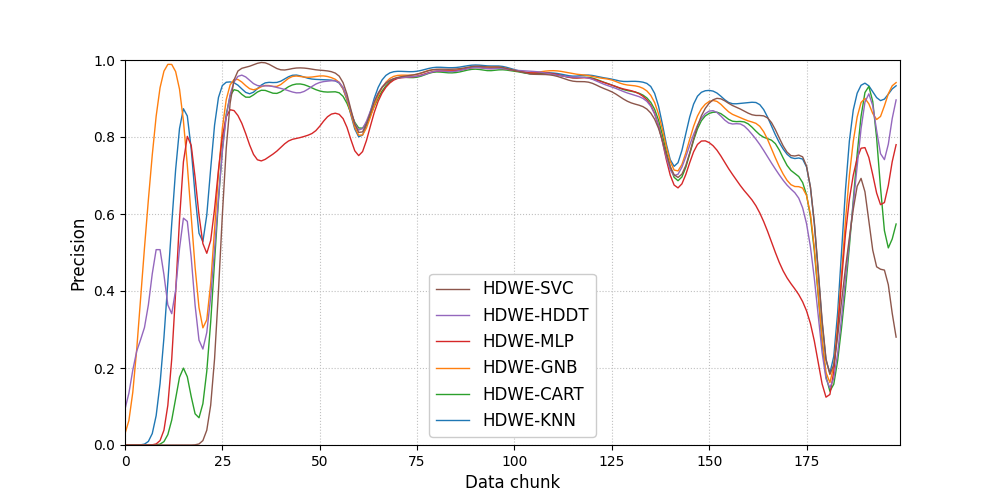 1.0
0.8
0.6
0.4
0.2
0.0
Precision
HDWE-SVC
HDWE-HDDT
HDWE-MLP
HDWE-GNB
HDWE-CART
HDWE-KNN
0 25 50 75 100 125 150 175
Data chunk